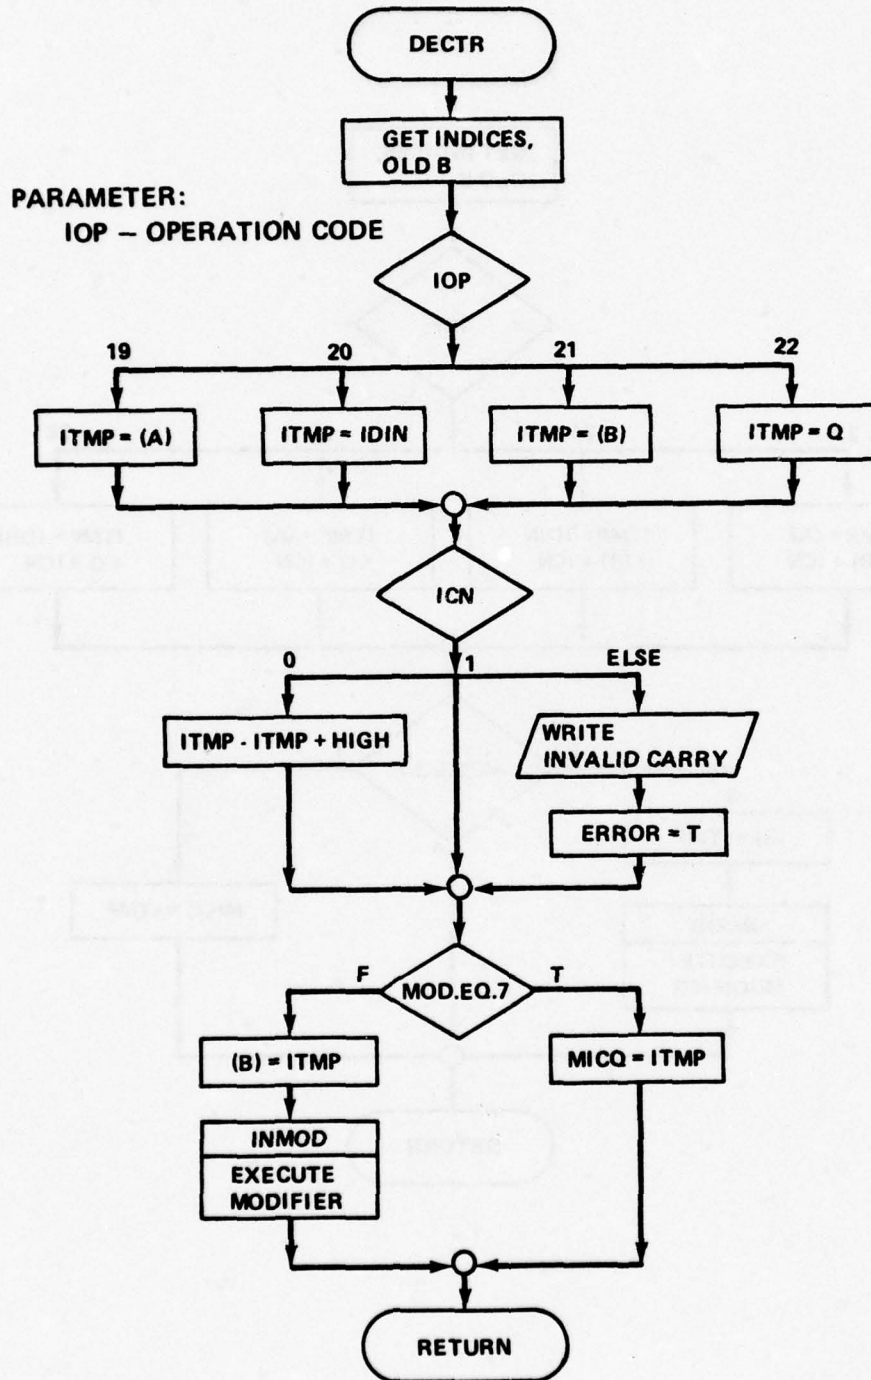 DECTR
GET INDICES,
OLD B
PARAMETER:
IOP – OPERATION CODE
IOP
19
20
21
22
ITMP = (A)
ITMP = IDIN
ITMP = (B)
ITMP = Q
ICN
0
1
ELSE
ITMP - ITMP + HIGH
WRITE
INVALID CARRY
ERROR = T
F
MOD.EQ.7
T
(B) = ITMP
MICQ = ITMP
INMOD
EXECUTE
MODIFIER
RETURN